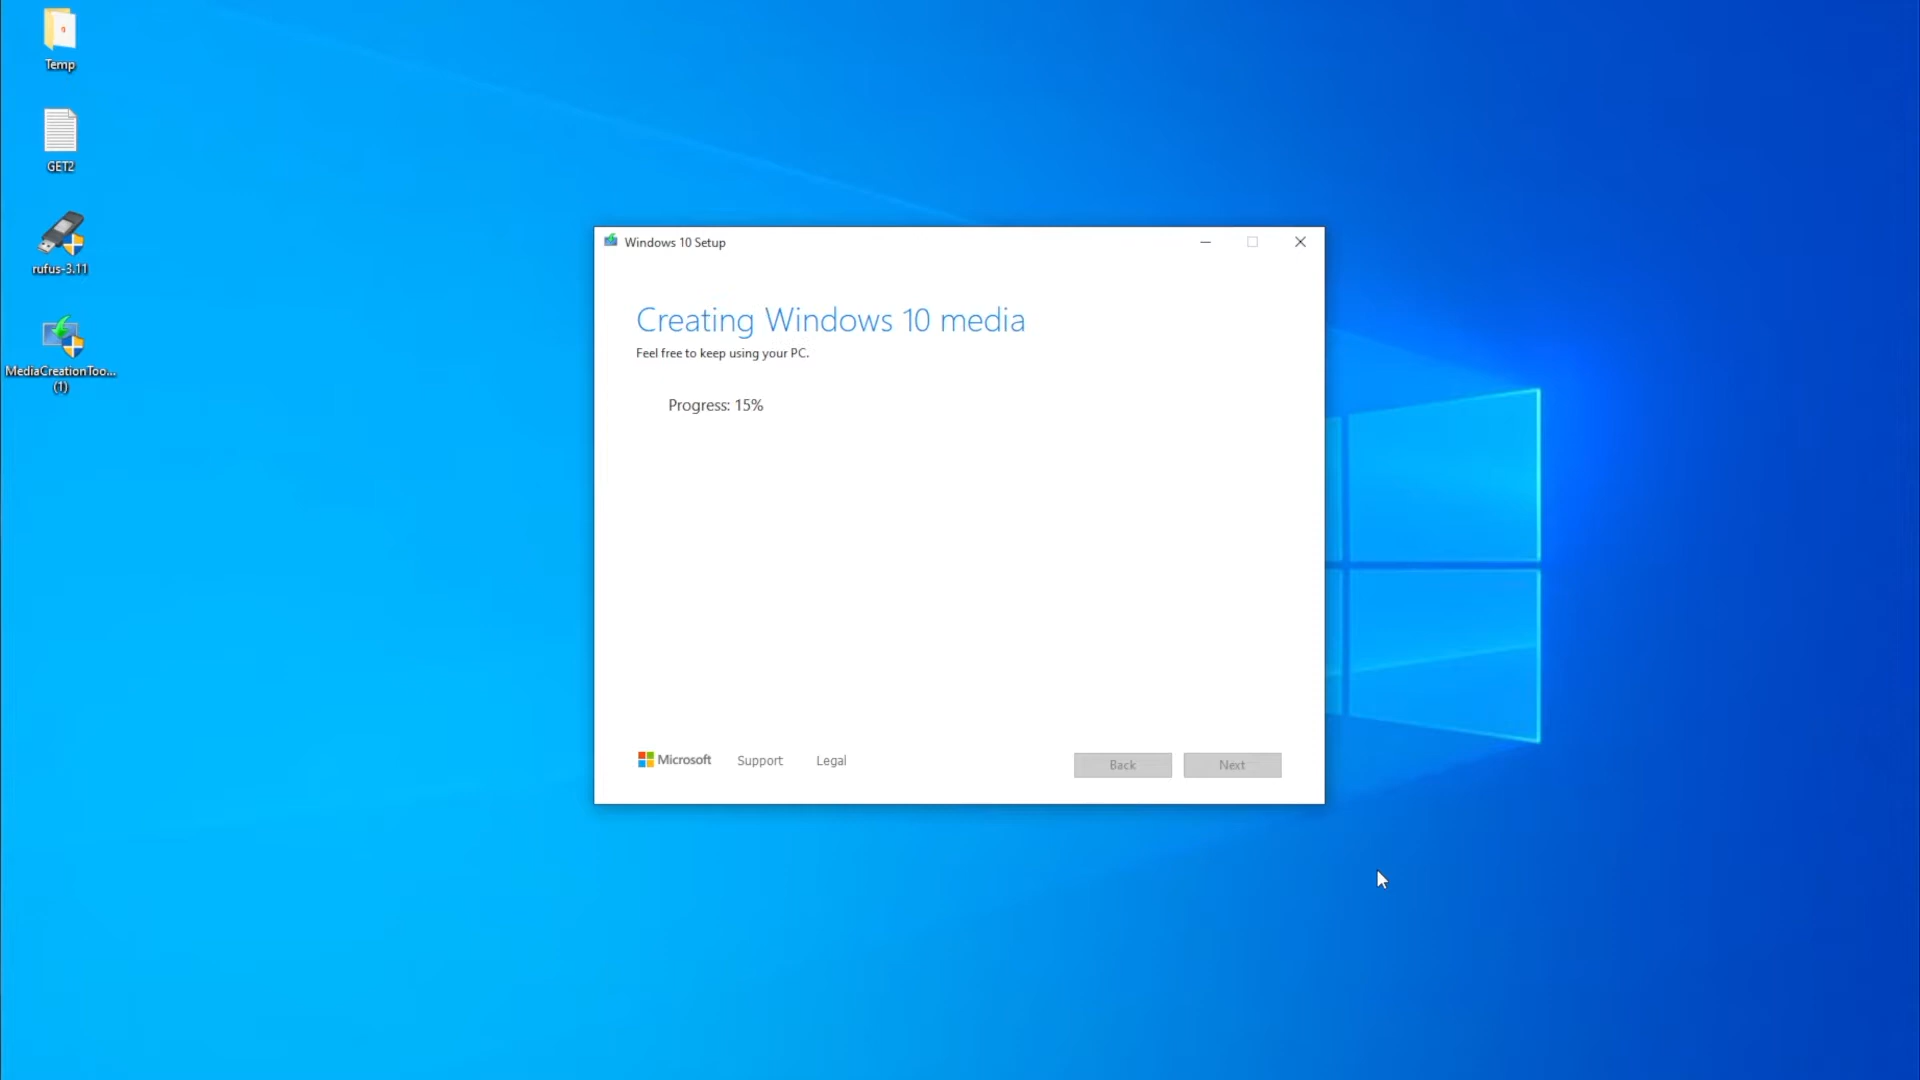 Temp
GET2
rufus-3.11
MediaCreationToo...
(1)
Windows 10 Setup
Creating Windows 10 media
Feel free to keep using your PC.
Progress: 15%
Microsoft
Support
Legal
Back
Next